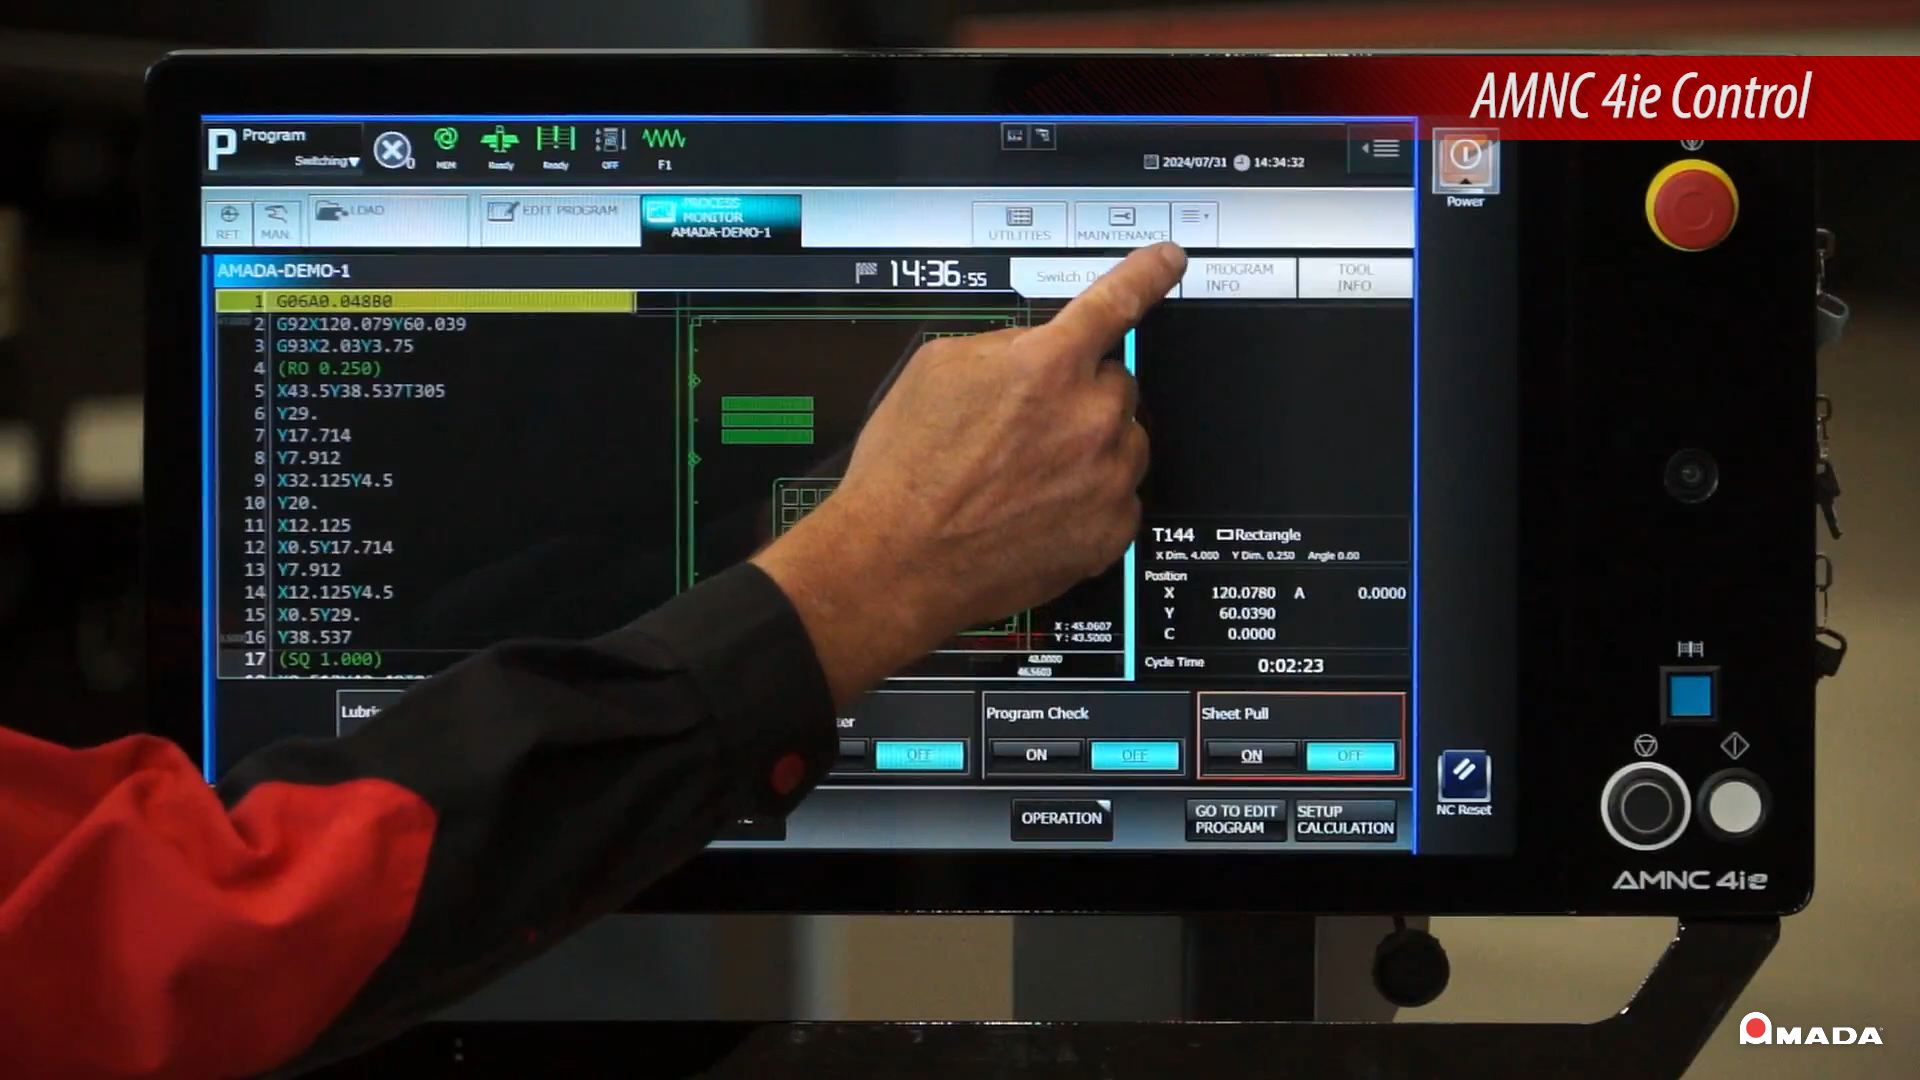 AMNC 4ie Control
Program
Switching
MEM
Ready
Ready
OFF
F1
2024/07/31
14:34:32
Power
RET.
MAN.
LOAD
EDIT PROGRAM
PROCESS
MONITOR
AMADA-DEMO-1
UTILITIES
MAINTENANCE
AMADA-DEMO-1
14:36:55
Switch
PROGRAM
INFO
TOOL
INFO
1 G06A0.048B0
2 G92X120.079Y60.039
3 G93X2.03Y3.75
4 (RO 0.250)
5 X43.5Y38.537T305
6 Y29.
7 Y17.714
8 Y7.912
9 X32.125Y4.5
10 Y20.
11 X12.125
12 X0.5Y17.714
13 Y7.912
14 X12.125Y4.5
15 X0.5Y29.
16 Y38.537
17 (SQ 1.000)
X : 45.0607
Y : 43.5000
T144 Rectangle
X Dim. 4.000 Y Dim. 0.250 Angle 0.00
Position
X 120.0780 A 0.0000
Y 60.0390
C 0.0000
Cycle Time 0:02:23
OFF
Program Check
ON OFF
Sheet Pull
ON OFF
OPERATION
GO TO EDIT
PROGRAM
SETUP
CALCULATION
NC Reset
AMNC 4ie
AMADA